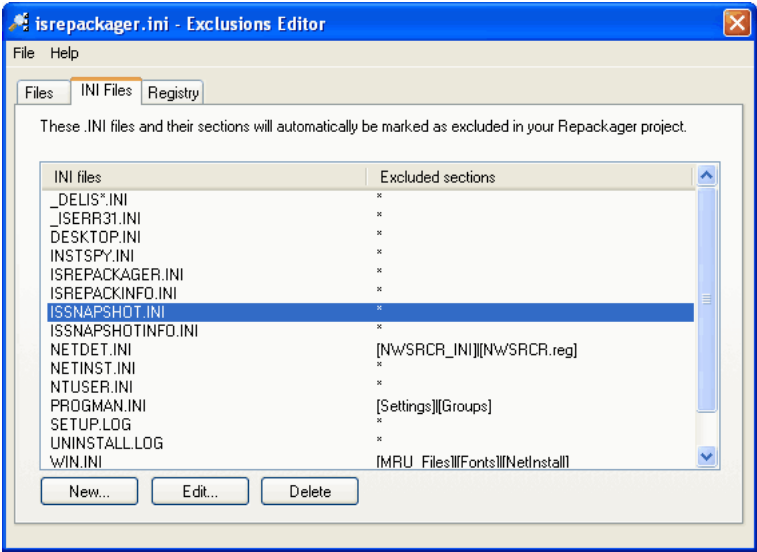 isrepackager.ini - Exclusions Editor
File Help
Files INI Files Registry
These .INI files and their sections will automatically be marked as excluded in your Repackager project.
INI files Excluded sections
_DELIS*.INI *
_ISERR31.INI *
DESKTOP.INI *
INSTSPY.INI *
ISREPACKAGER.INI *
ISREPACKINFO.INI *
ISSNAPSHOT.INI *
ISSNAPSHOTINFO.INI *
NETDET.INI [NWSRCR_INI]|[NWSRCR.reg]
NETINST.INI *
NTUSER.INI *
PROGMAN.INI [Settings]|[Groups]
SETUP.LOG *
UNINSTALL.LOG *
WIN.INI [MRU_Files]|[Fonts]|[NetInstall]
New... Edit... Delete